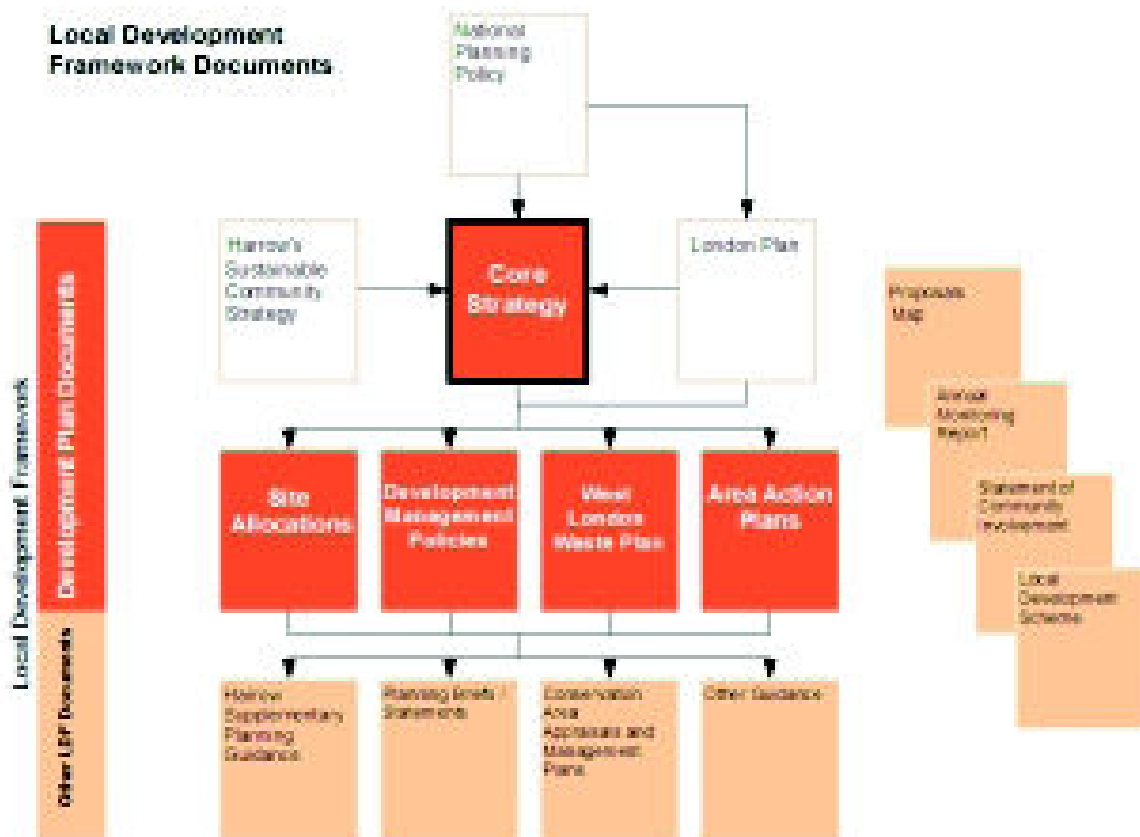 Local Development
Framework Documents
National
Planning
Policy
Harrow's
Sustainable
Community
Strategy
Core
Strategy
London Plan
Proposals
Map
Annual
Monitoring
Report
Statement of
Community
Involvement
Local
Development
Scheme
Site
Allocations
Development
Management
Policies
West
London
Waste Plan
Area Action
Plans
Harrow
Supplementary
Planning
Guidance
Planning Briefs /
Statements
Conservation
Area
Appraisals and
Management
Plans
Other Guidance
Local Development Framework
Development Plan Documents
Other LDF Documents